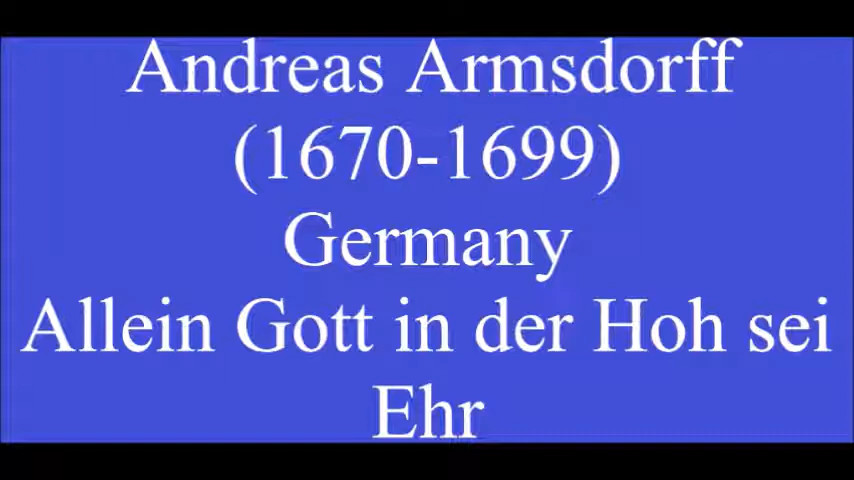 Andreas Armsdorff
(1670-1699)
Germany
Allein Gott in der Hoh sei
Ehr